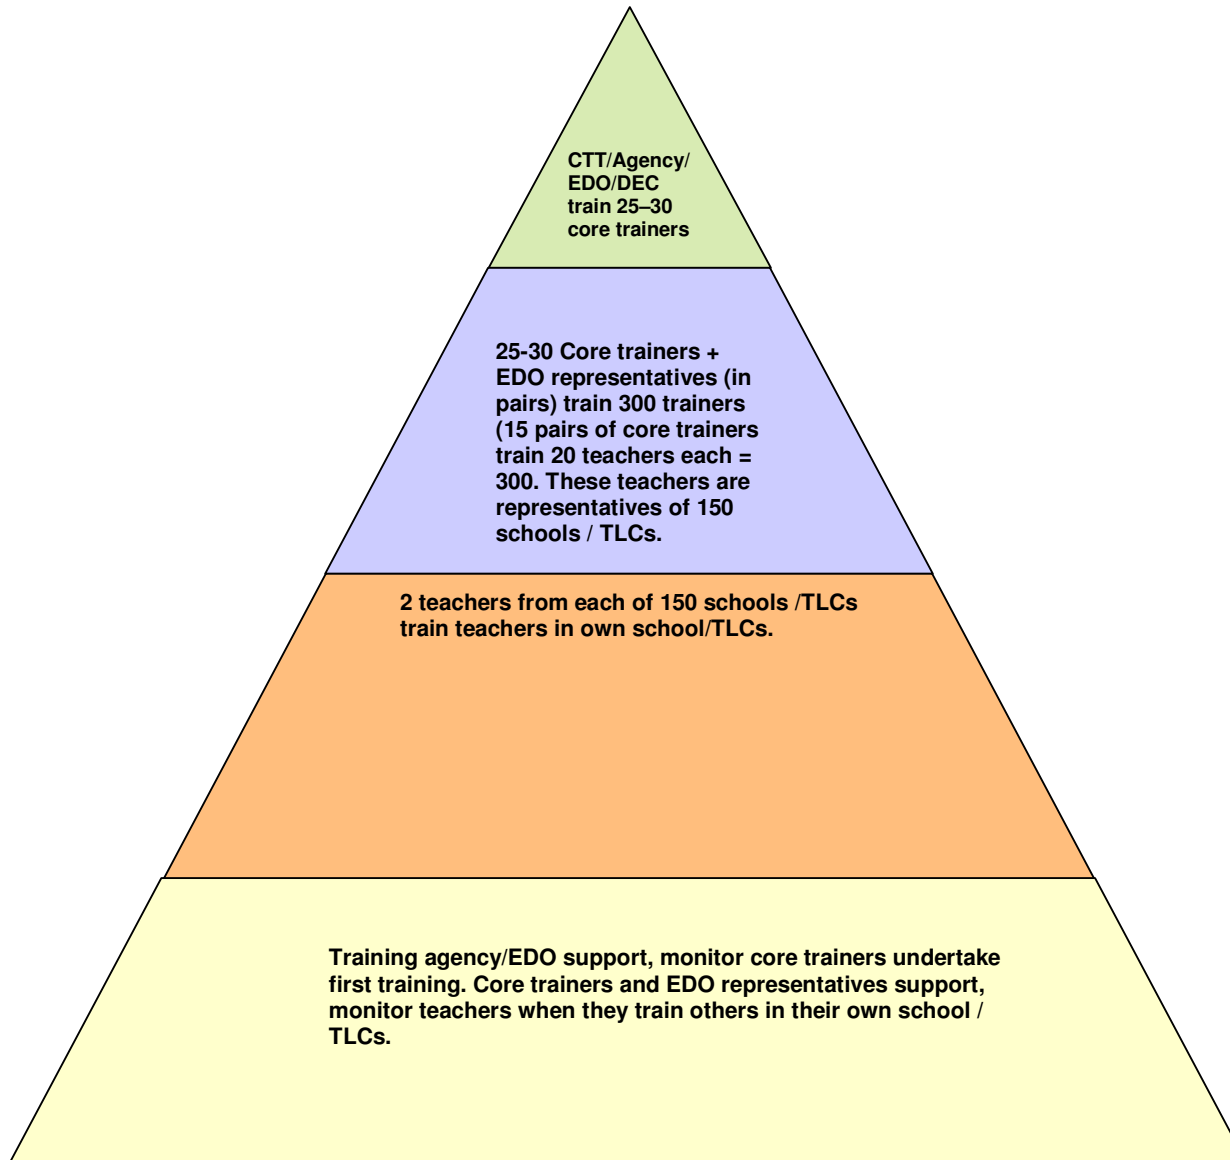 CTT/Agency/
EDO/DEC
train 25–30
core trainers
25-30 Core trainers +
EDO representatives (in
pairs) train 300 trainers
(15 pairs of core trainers
train 20 teachers each =
300. These teachers are
representatives of 150
schools / TLCs.
2 teachers from each of 150 schools /TLCs
train teachers in own school/TLCs.
Training agency/EDO support, monitor core trainers undertake
first training. Core trainers and EDO representatives support,
monitor teachers when they train others in their own school /
TLCs.